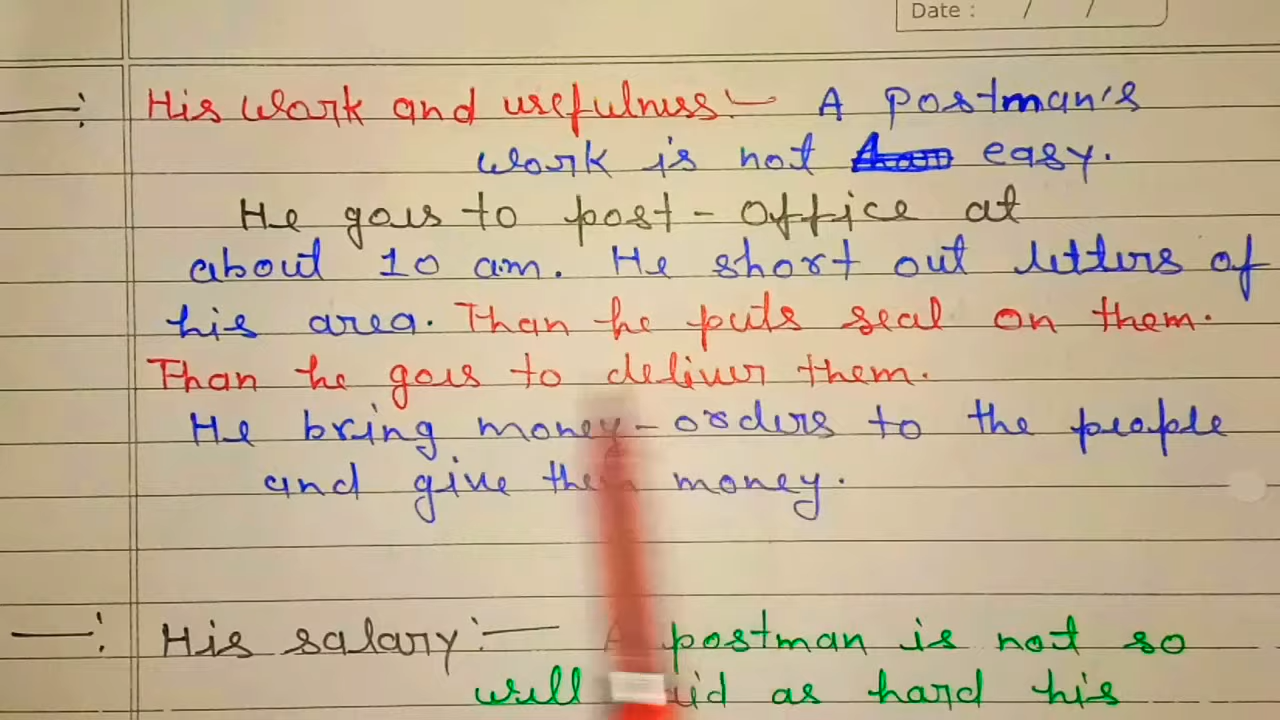 Date : / /
His work and usefulness :- A Postman's
work is not easy.
He goes to post-office at
about 10 am. He short out letters of
his area. Than he puts seal on them.
Than he goes to deliver them.
He bring money-orders to the people
and give them money.
His salary :- A postman is not so
well as hard his